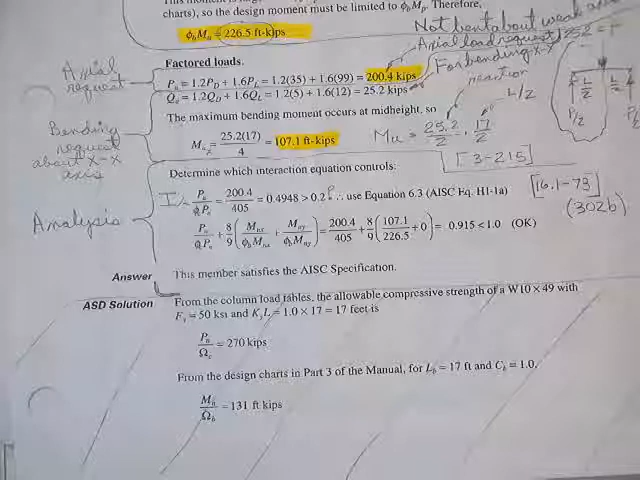 charts), so the design moment must be limited to ϕbMp. Therefore,
ϕbMn = 226.5 ft-kips
Not bent about weak axis
Factored loads.
Axial load request
For bending x-x
Axial
request
Pu = 1.2PD + 1.6PL = 1.2(35) + 1.6(99) = 200.4 kips
Qu = 1.2QD + 1.6QL = 1.2(5) + 1.6(12) = 25.2 kips
reaction
L/2
L/2
L/2
P/2
P/2
The maximum bending moment occurs at midheight, so
Bending
request
about x-x
axis
Mux = 25.2(17)/4 = 107.1 ft-kips
Mu = 25.2/2 · 17/2
[3-215]
Determine which interaction equation controls:
Analysis
Is Pu/ϕcPn = 200.4/405 = 0.4948 > 0.2 ? ∴ use Equation 6.3 (AISC Eq. H1-1a)
[16.1-73]
(302b)
Pu/ϕcPn + 8/9 (Mux/ϕbMnx + Muy/ϕbMny) = 200.4/405 + 8/9 (107.1/226.5 + 0) = 0.915 < 1.0 (OK)
Answer This member satisfies the AISC Specification.
ASD Solution From the column load tables, the allowable compressive strength of a W10 × 49 with
Fy = 50 ksi and KyL = 1.0 × 17 = 17 feet is
Pn/Ωc = 270 kips
From the design charts in Part 3 of the Manual, for Lb = 17 ft and Cb = 1.0,
Mn/Ωb = 131 ft kips